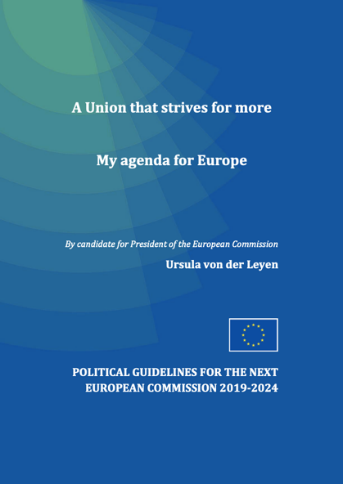 A Union that strives for more
My agenda for Europe
By candidate for President of the European Commission
Ursula von der Leyen
POLITICAL GUIDELINES FOR THE NEXT
EUROPEAN COMMISSION 2019-2024